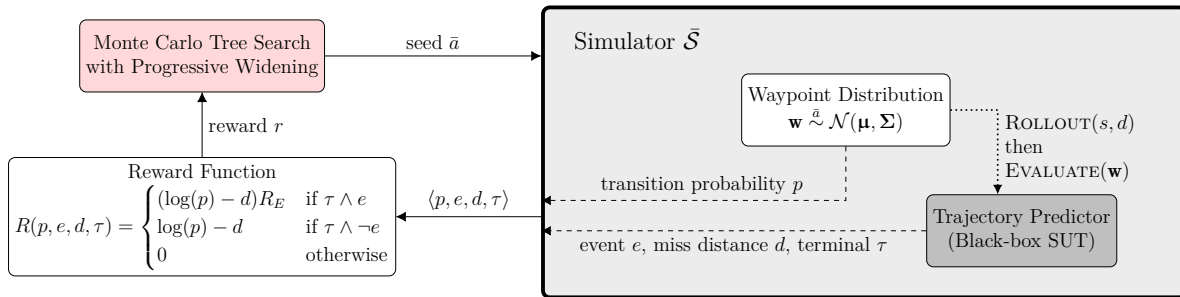 Monte Carlo Tree Search
with Progressive Widening
seed ā
Simulator S̄
Waypoint Distribution
w ā∼ N(μ, Σ)
ROLLOUT(s, d)
then
EVALUATE(w)
reward r
Reward Function
R(p, e, d, τ) = { (log(p) − d)R_E if τ ∧ e
log(p) − d if τ ∧ ¬e
0 otherwise
⟨p, e, d, τ⟩
transition probability p
event e, miss distance d, terminal τ
Trajectory Predictor
(Black-box SUT)